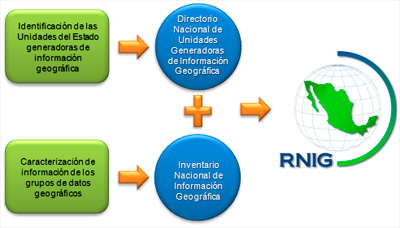 Identificación de las
Unidades del Estado
generadoras de
información
geográfica
Directorio
Nacional de
Unidades
Generadoras
de Información
Geográfica
Caracterización de
información de los
grupos de datos
geográficos
Inventario
Nacional de
Información
Geográfica
RNIG